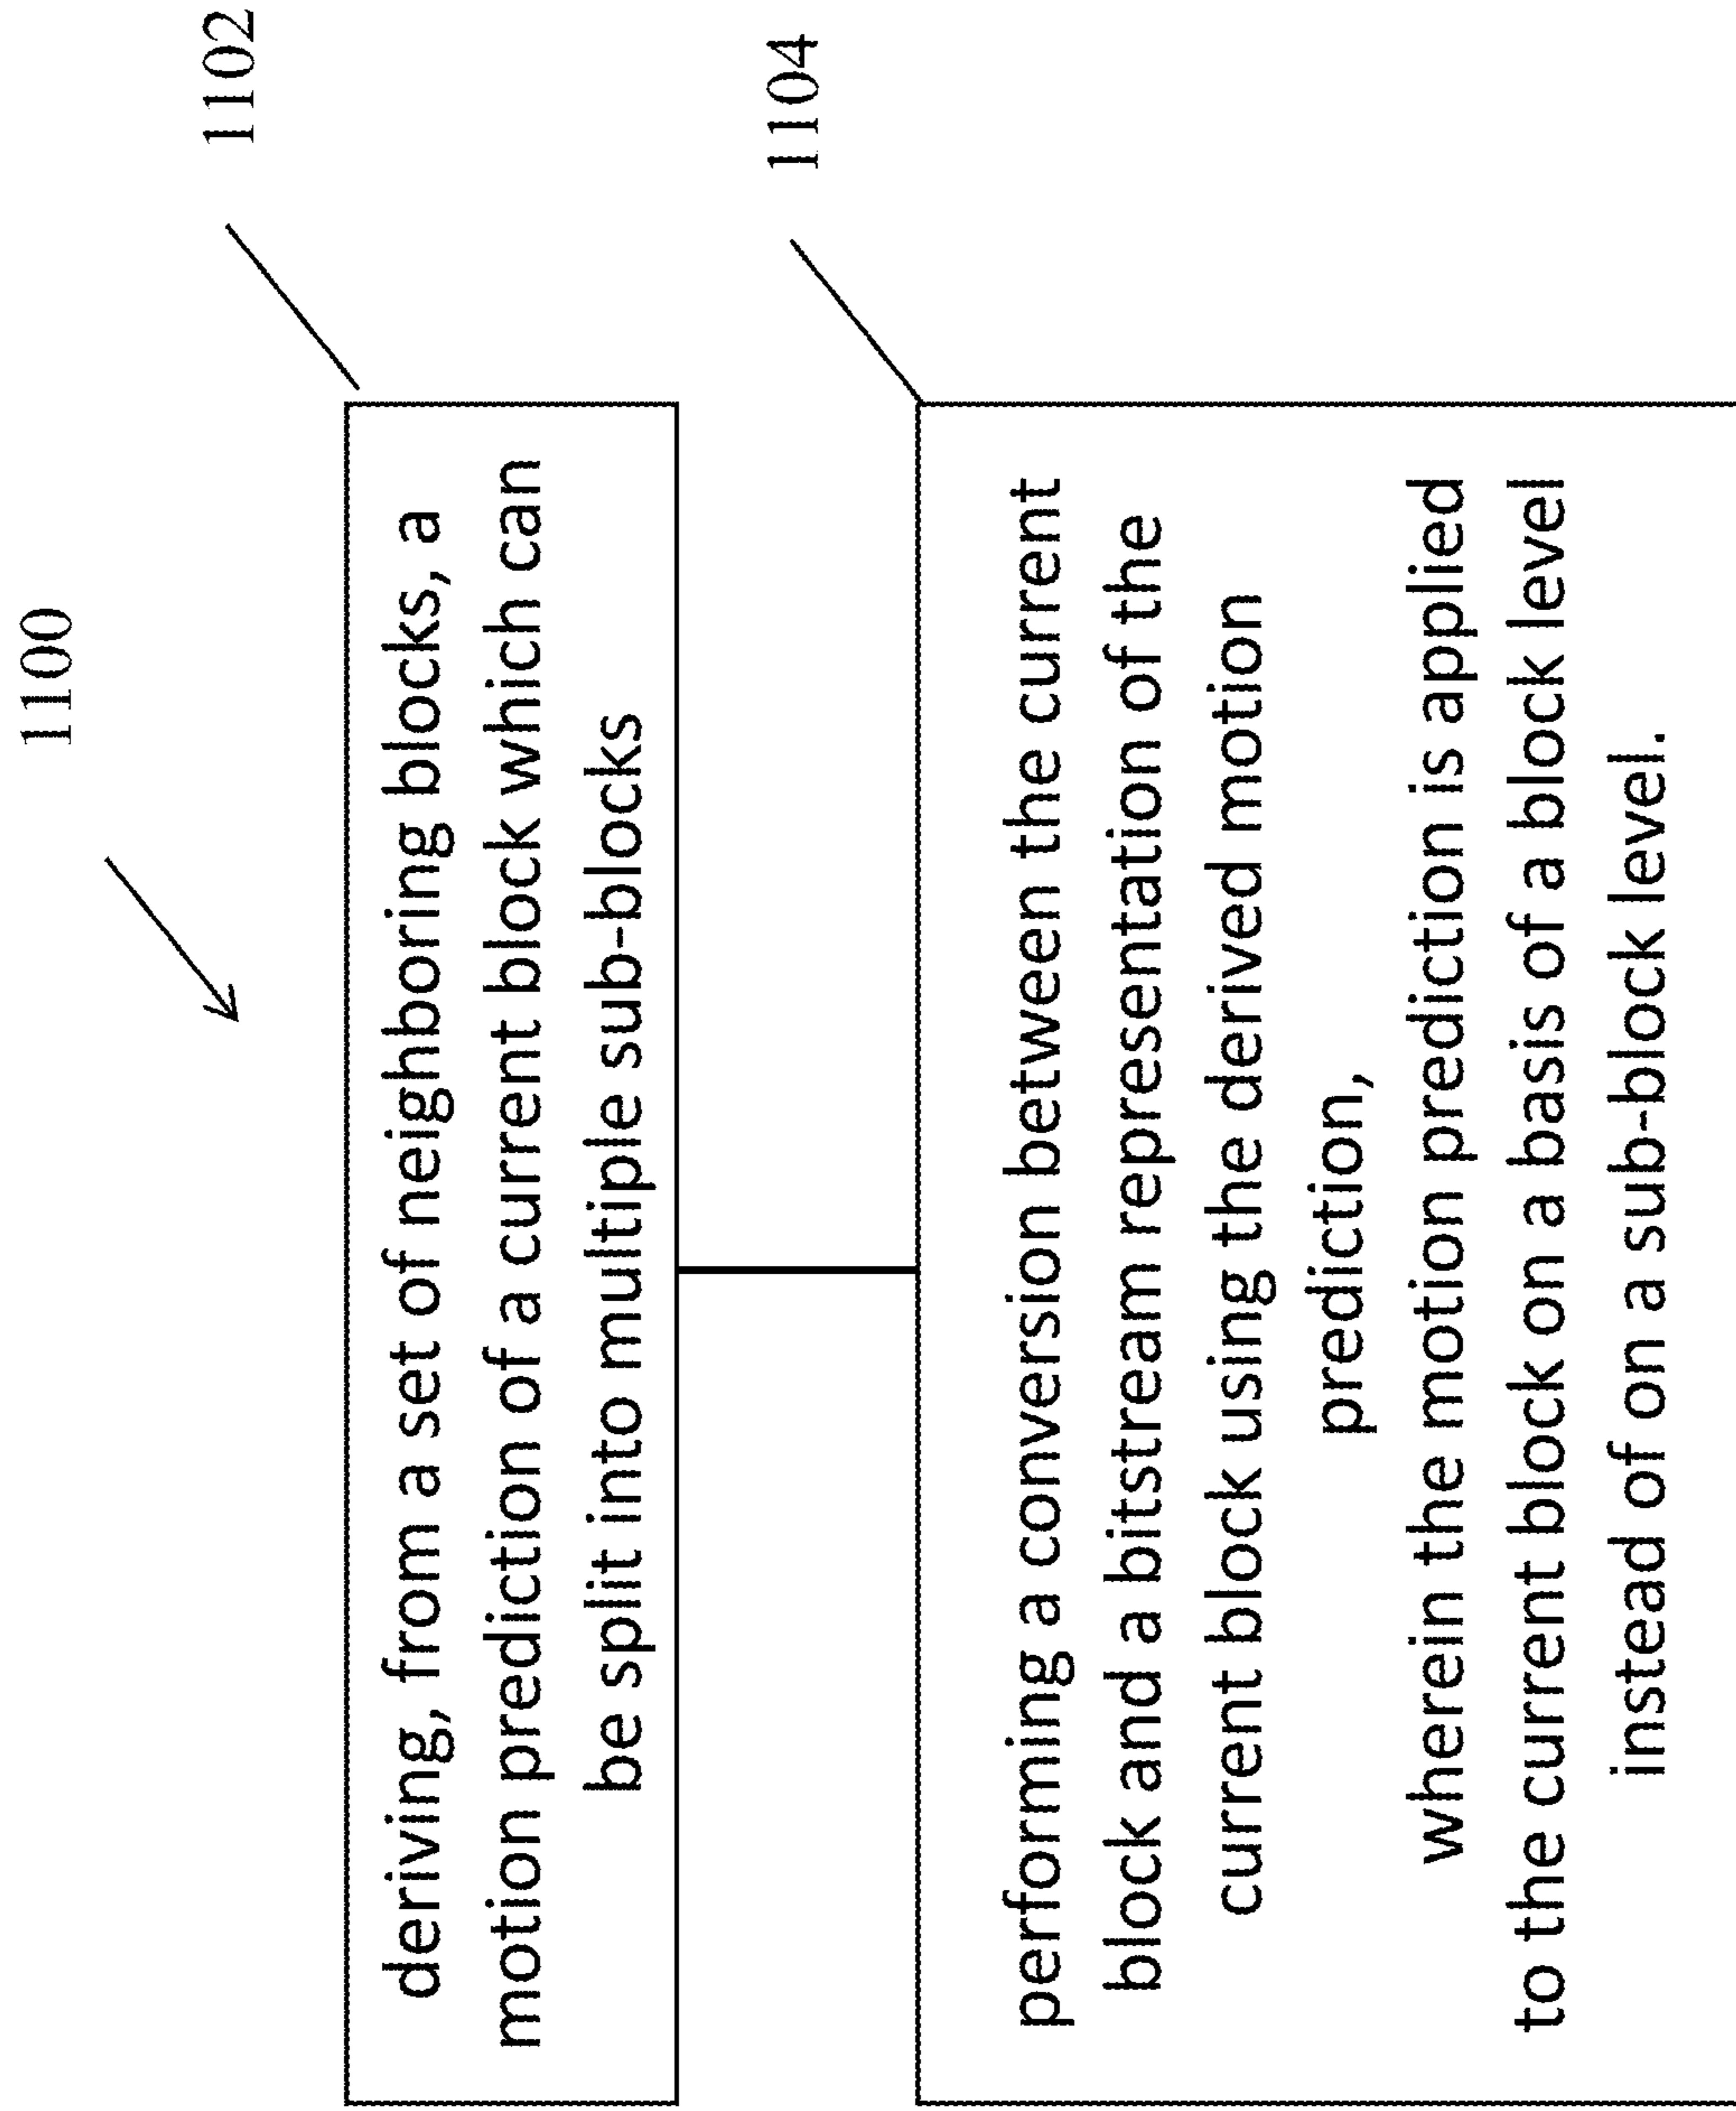 1100
1102
deriving, from a set of neighboring blocks, a
motion prediction of a current block which can
be split into multiple sub-blocks
1104
performing a conversion between the current
block and a bitstream representation of the
current block using the derived motion
prediction,
wherein the motion prediction is applied
to the current block on a basis of a block level
instead of on a sub-block level.